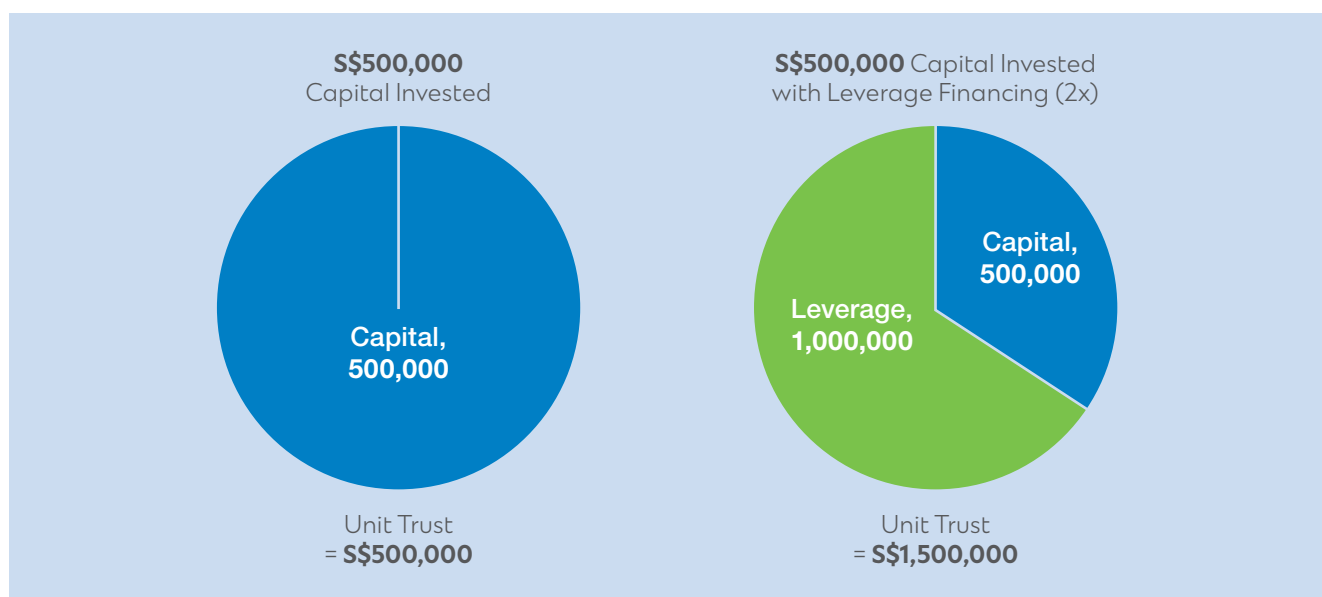 S$500,000
Capital Invested
Capital,
500,000
Unit Trust
= S$500,000
S$500,000 Capital Invested
with Leverage Financing (2x)
Capital,
500,000
Leverage,
1,000,000
Unit Trust
= S$1,500,000